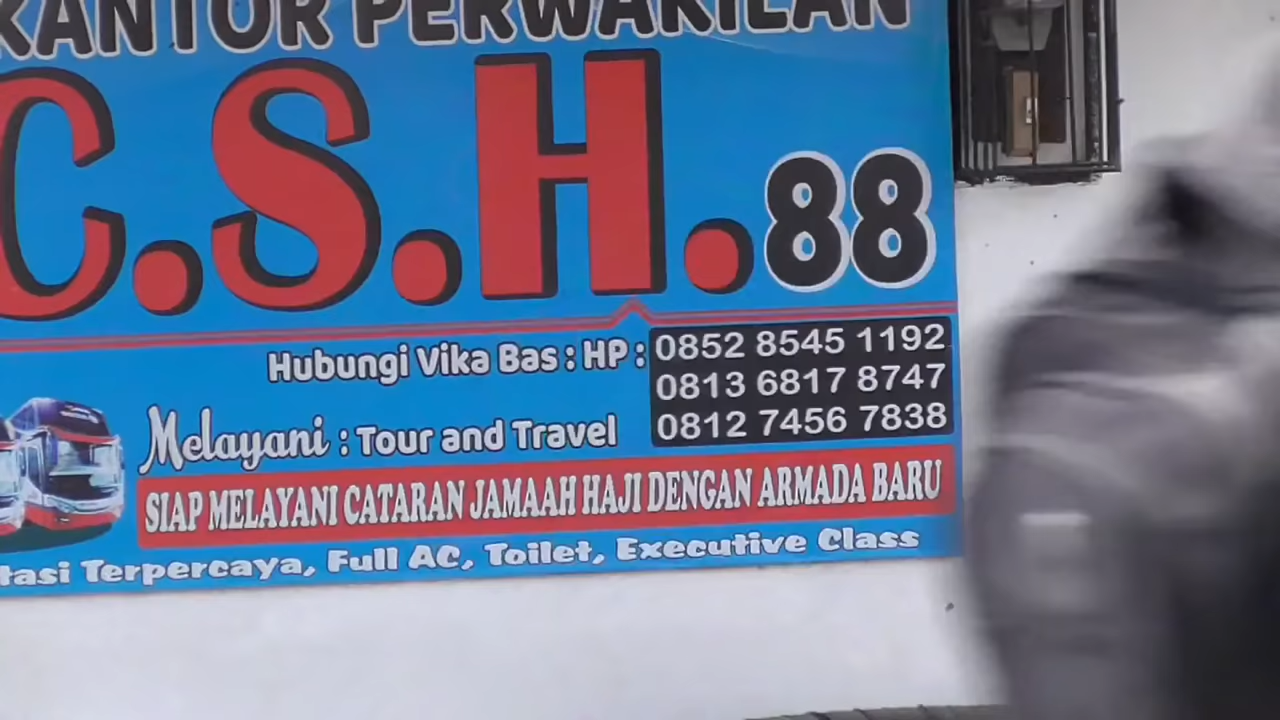 KANTOR PERWAKILAN
C.S.H.88
Hubungi Vika Bas : HP : 0852 8545 1192
0813 6817 8747
0812 7456 7838
Melayani : Tour and Travel
SIAP MELAYANI CATARAN JAMAAH HAJI DENGAN ARMADA BARU
tasi Terpercaya, Full AC, Toilet, Executive Class